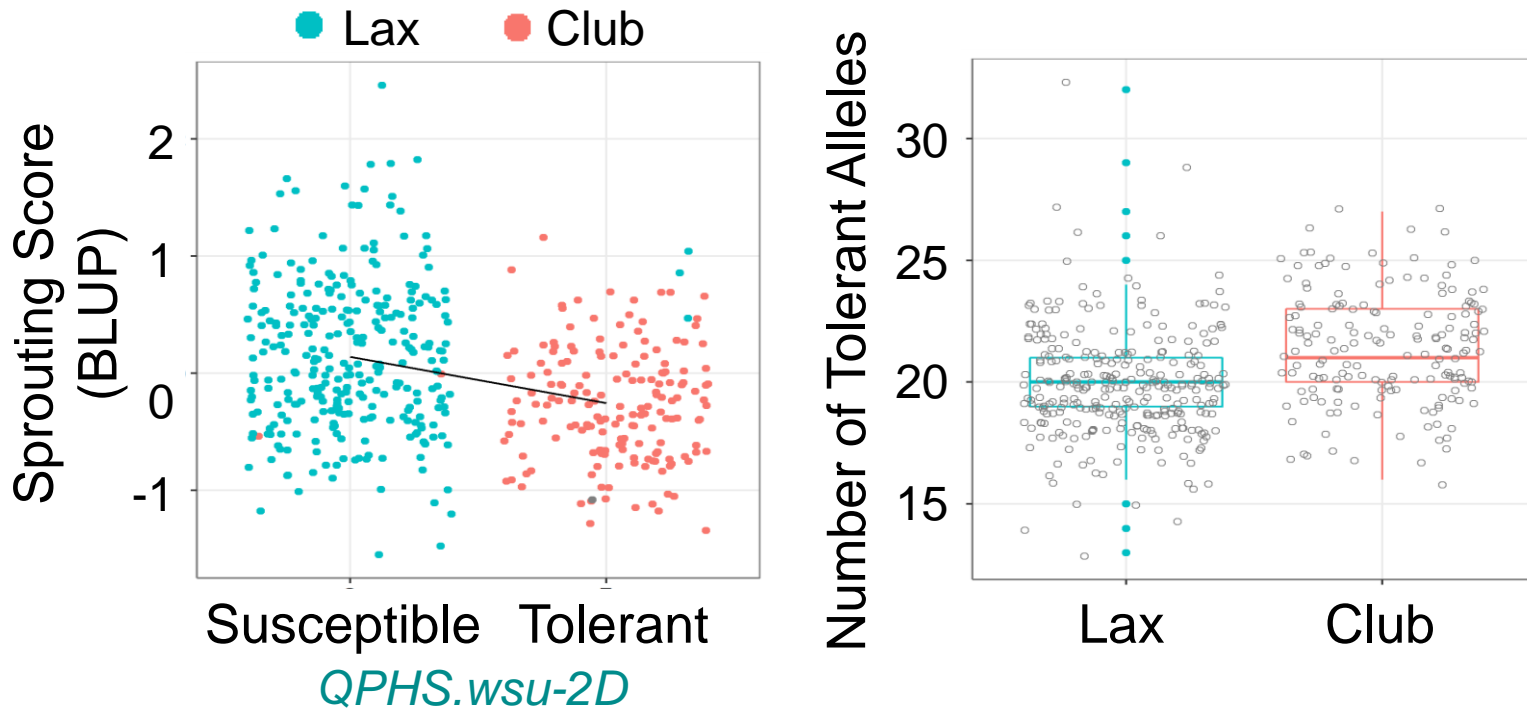 Lax Club
Sprouting Score
(BLUP)
2
1
0
-1
Susceptible Tolerant
QPHS.wsu-2D
Number of Tolerant Alleles
30
25
20
15
Lax Club